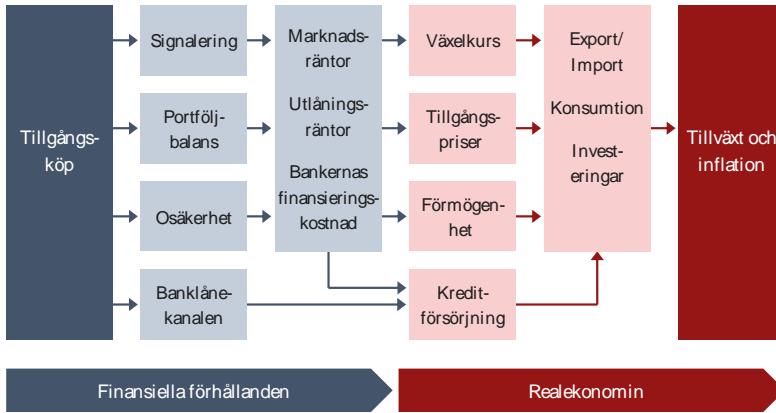 Tillgångs-
köp
Signalering
Portfölj-
balans
Osäkerhet
Banklåne-
kanalen
Marknads-
räntor
Utlånings-
räntor
Bankernas
finansierings-
kostnad
Växelkurs
Tillgångs-
priser
Förmögen-
het
Kredit-
försörjning
Export/
Import
Konsumtion
Invest-
eringar
Tillväxt och
inflation
Finansiella förhållanden
Realekonomin